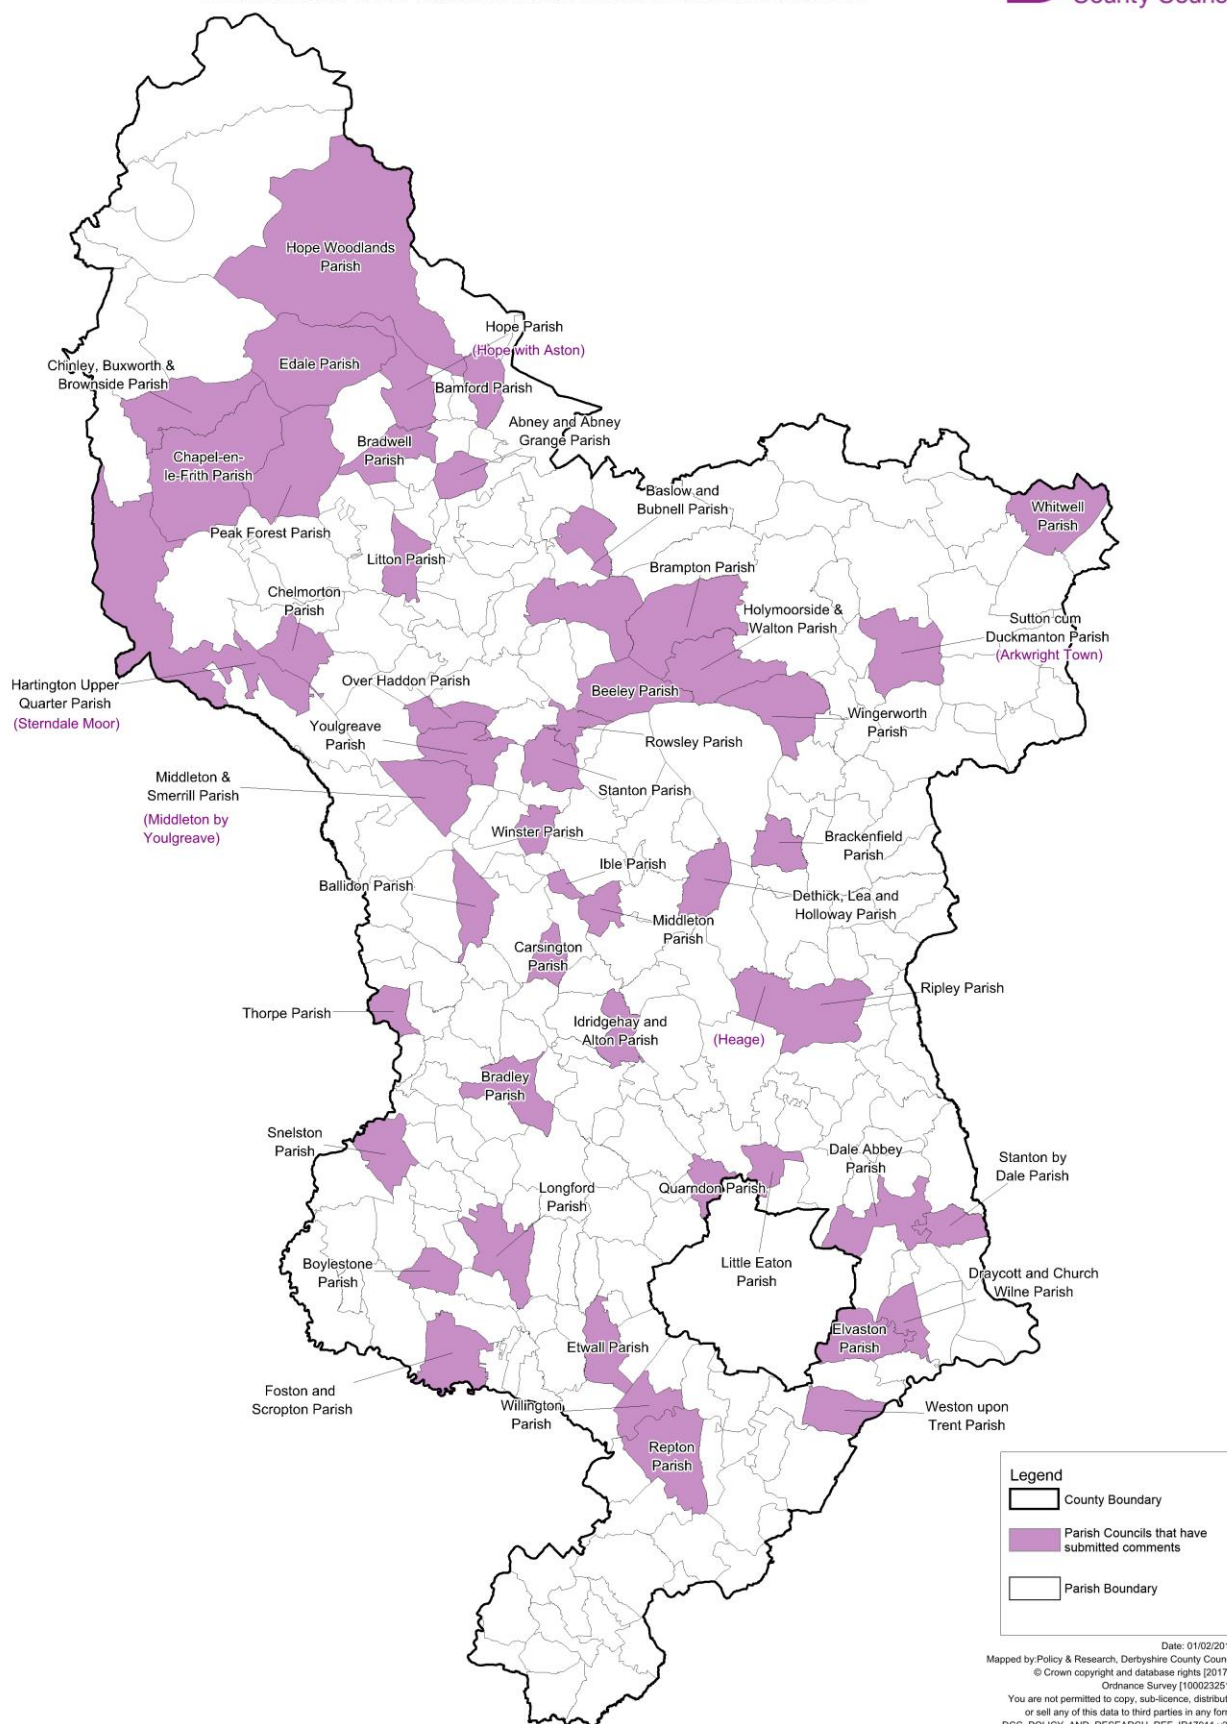 Hope Woodlands
Parish
Hope Parish
(Hope with Aston)
Edale Parish
Chinley, Buxworth &
Brownside Parish
Bamford Parish
Abney and Abney
Grange Parish
Bradwell
Parish
Chapel-en-
le-Frith Parish
Baslow and
Bubnell Parish
Whitwell
Parish
Peak Forest Parish
Litton Parish
Brampton Parish
Chelmorton
Parish
Holymoorside &
Walton Parish
Sutton cum
Duckmanton Parish
(Arkwright Town)
Hartington Upper
Quarter Parish
(Sterndale Moor)
Over Haddon Parish
Beeley Parish
Youlgreave
Parish
Wingerworth
Parish
Rowsley Parish
Middleton &
Smerrill Parish
(Middleton by
Youlgreave)
Stanton Parish
Winster Parish
Brackenfield
Parish
Ible Parish
Ballidon Parish
Dethick, Lea and
Holloway Parish
Middleton
Parish
Carsington
Parish
Ripley Parish
Thorpe Parish
Idridgehay and
Alton Parish
(Heage)
Bradley
Parish
Snelston
Parish
Dale Abbey
Parish
Stanton by
Dale Parish
Longford
Parish
Quarndon Parish
Little Eaton
Parish
Boylestone
Parish
Draycott and Church
Wilne Parish
Elvaston
Parish
Etwall Parish
Foston and
Scropton Parish
Willington
Parish
Weston upon
Trent Parish
Repton
Parish
Legend
County Boundary
Parish Councils that have
submitted comments
Parish Boundary
Date: 01/02/201
Mapped by:Policy & Research, Derbyshire County Coun
© Crown copyright and database rights [2017
Ordnance Survey [100023251
You are not permitted to copy, sub-licence, distribut
or sell any of this data to third parties in any for